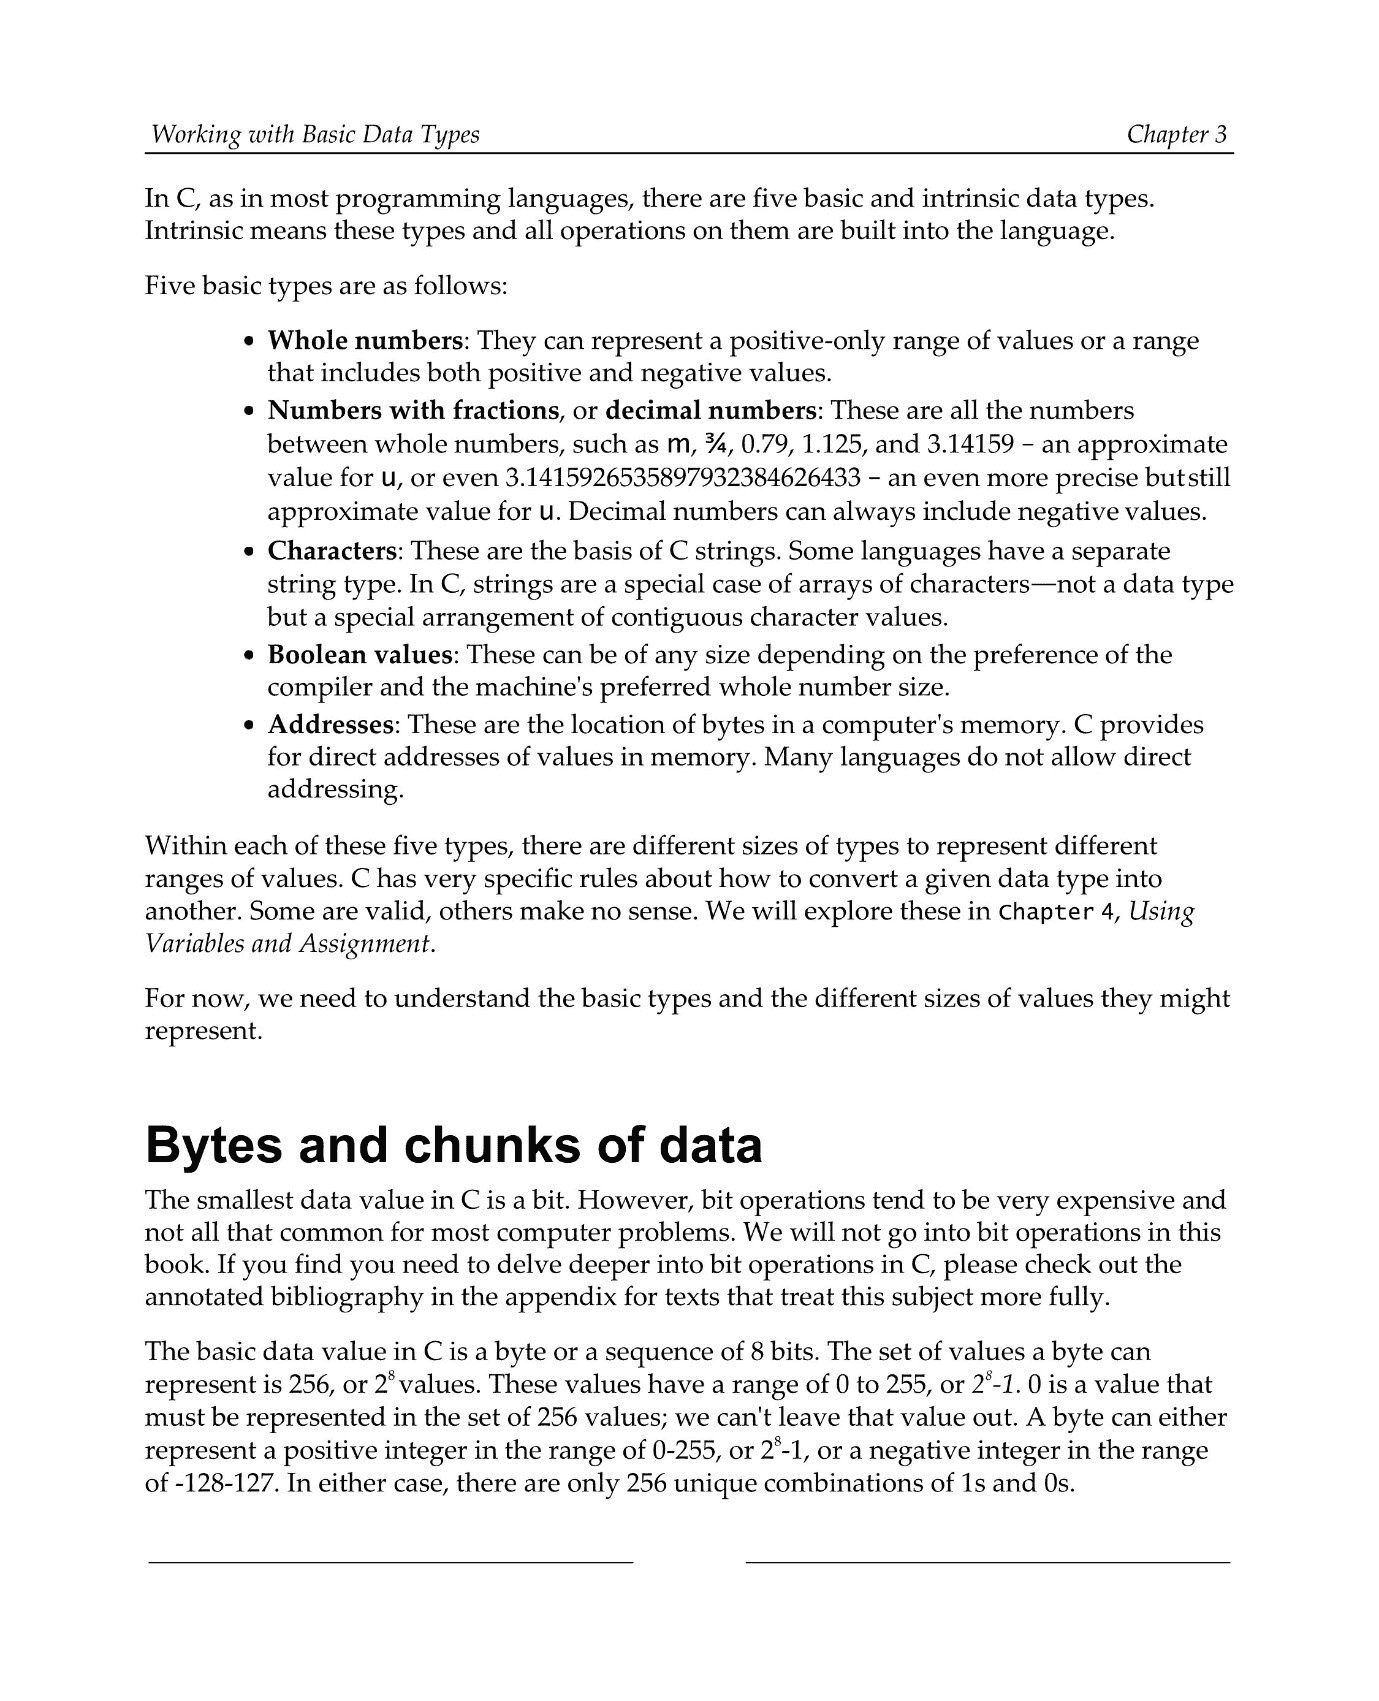 Working with Basic Data Types Chapter 3
In C, as in most programming languages, there are five basic and intrinsic data types.
Intrinsic means these types and all operations on them are built into the language.
Five basic types are as follows:
• Whole numbers: They can represent a positive-only range of values or a range
that includes both positive and negative values.
• Numbers with fractions, or decimal numbers: These are all the numbers
between whole numbers, such as m, ¾, 0.79, 1.125, and 3.14159 – an approximate
value for u, or even 3.1415926535897932384626433 – an even more precise but still
approximate value for u. Decimal numbers can always include negative values.
• Characters: These are the basis of C strings. Some languages have a separate
string type. In C, strings are a special case of arrays of characters—not a data type
but a special arrangement of contiguous character values.
• Boolean values: These can be of any size depending on the preference of the
compiler and the machine's preferred whole number size.
• Addresses: These are the location of bytes in a computer's memory. C provides
for direct addresses of values in memory. Many languages do not allow direct
addressing.
Within each of these five types, there are different sizes of types to represent different
ranges of values. C has very specific rules about how to convert a given data type into
another. Some are valid, others make no sense. We will explore these in Chapter 4, Using
Variables and Assignment.
For now, we need to understand the basic types and the different sizes of values they might
represent.
Bytes and chunks of data
The smallest data value in C is a bit. However, bit operations tend to be very expensive and
not all that common for most computer problems. We will not go into bit operations in this
book. If you find you need to delve deeper into bit operations in C, please check out the
annotated bibliography in the appendix for texts that treat this subject more fully.
The basic data value in C is a byte or a sequence of 8 bits. The set of values a byte can
represent is 256, or 2⁸ values. These values have a range of 0 to 255, or 2⁸-1. 0 is a value that
must be represented in the set of 256 values; we can't leave that value out. A byte can either
represent a positive integer in the range of 0-255, or 2⁸-1, or a negative integer in the range
of -128-127. In either case, there are only 256 unique combinations of 1s and 0s.